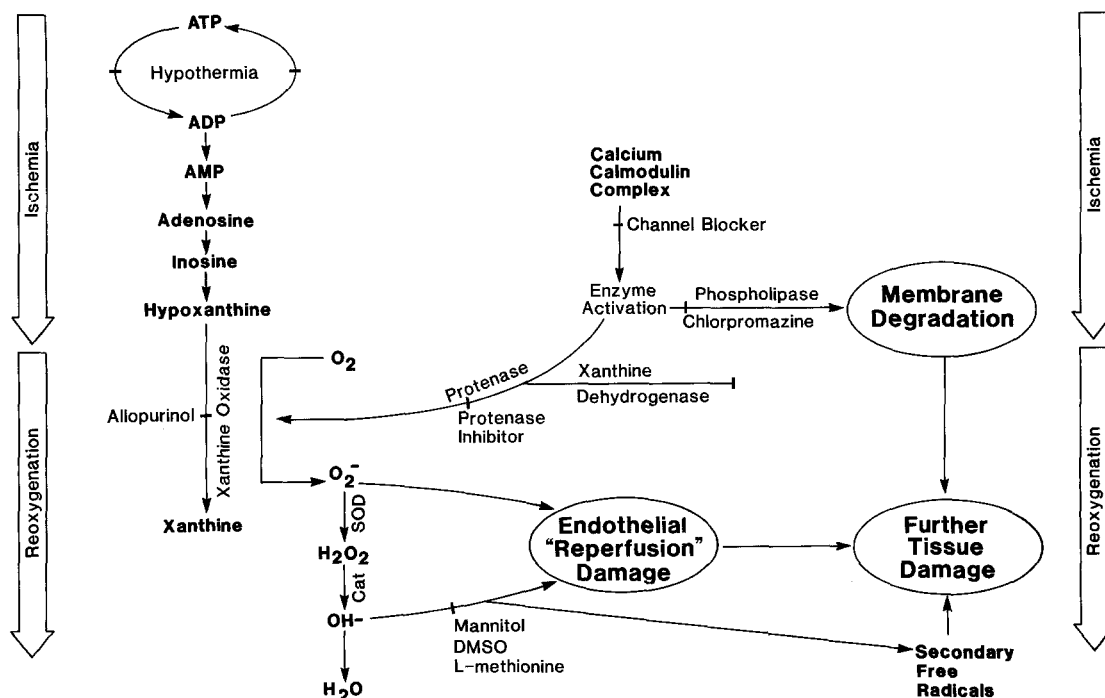 Ischemia
Reoxygenation
ATP
Hypothermia
ADP
AMP
Adenosine
Inosine
Hypoxanthine
Allopurinol
Xanthine Oxidase
Xanthine
O2
O2-
SOD
H2O2
Cat
OH-
H2O
Calcium
Calmodulin
Complex
Channel Blocker
Enzyme
Activation
Phospholipase
Chlorpromazine
Protenase
Protenase
Inhibitor
Xanthine
Dehydrogenase
Membrane
Degradation
Endothelial
"Reperfusion"
Damage
Mannitol
DMSO
L-methionine
Further
Tissue
Damage
Secondary
Free
Radicals
Ischemia
Reoxygenation